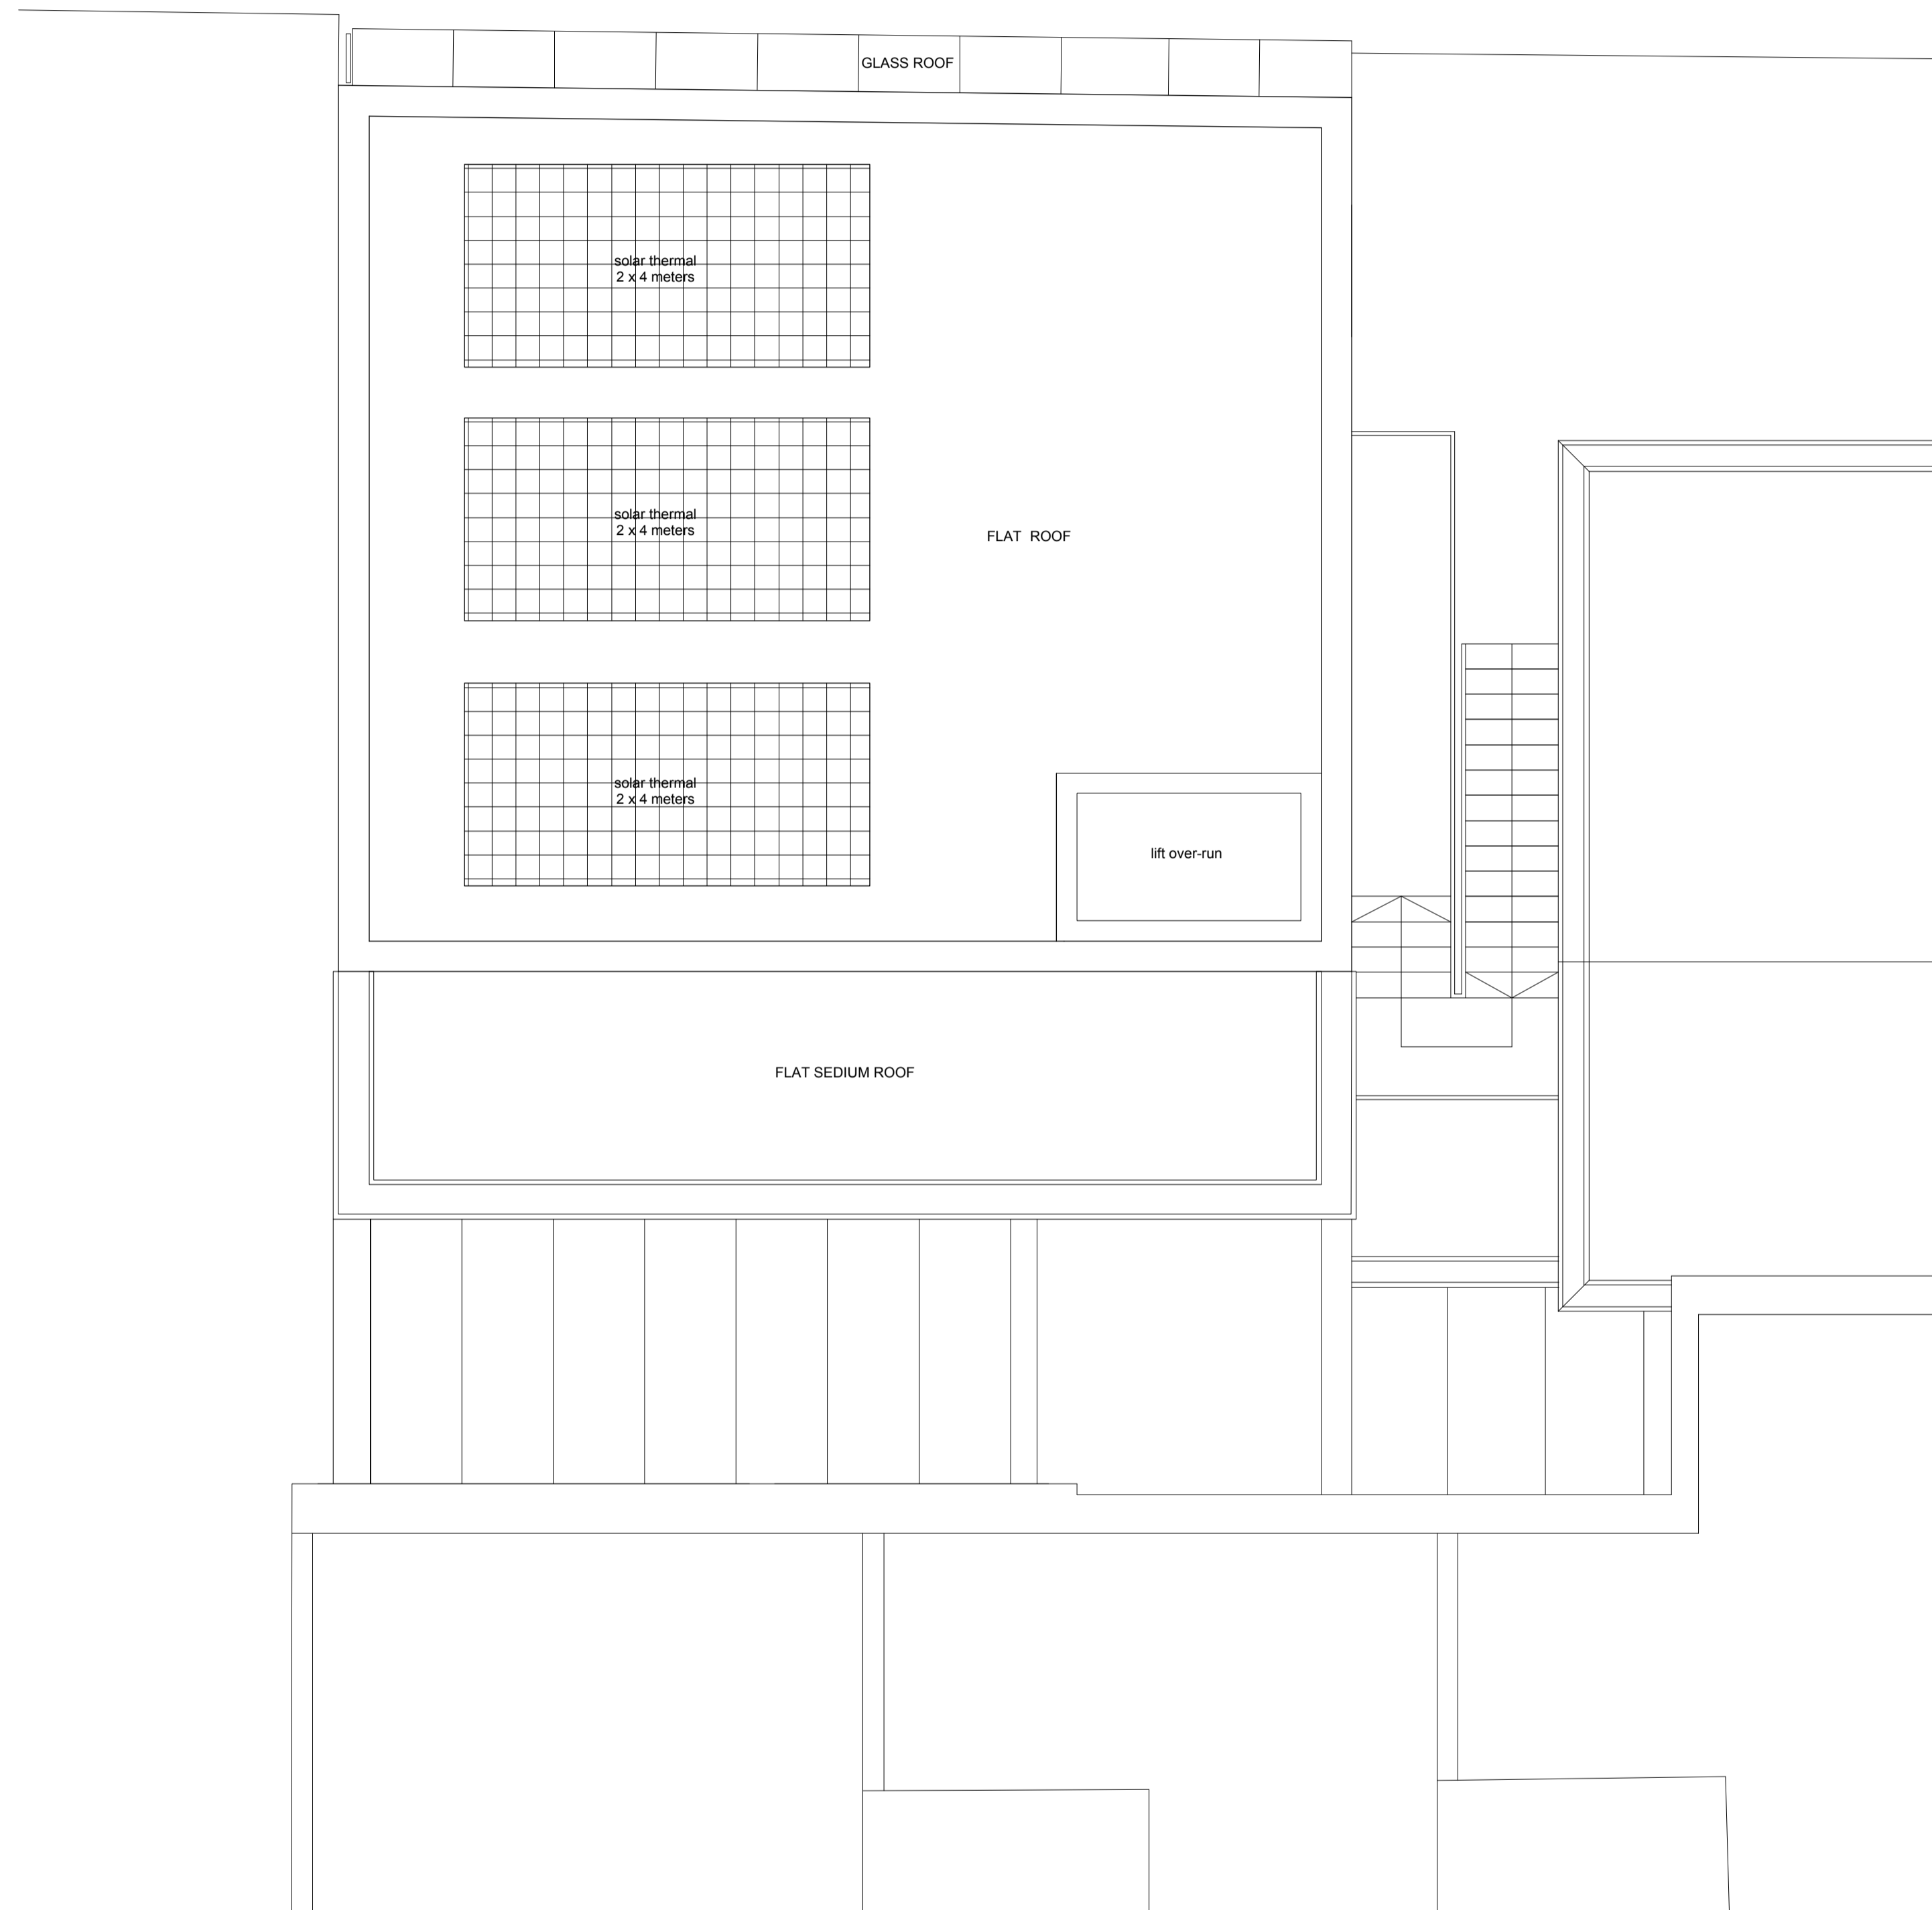 GLASS ROOF
solar thermal
2 x 4 meters
solar thermal
2 x 4 meters
FLAT ROOF
solar thermal
2 x 4 meters
lift over-run
FLAT SEDIUM ROOF